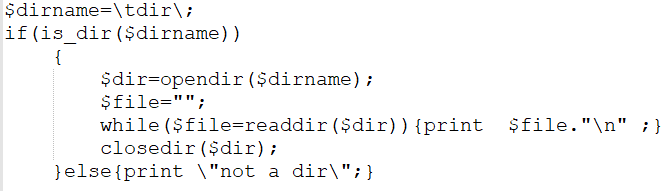 $dirname=\tdir\;
if(is_dir($dirname))
{
$dir=opendir($dirname);
$file="";
while($file=readdir($dir)){print  $file."\n" ;}
closedir($dir);
}else{print \"not a dir\";}